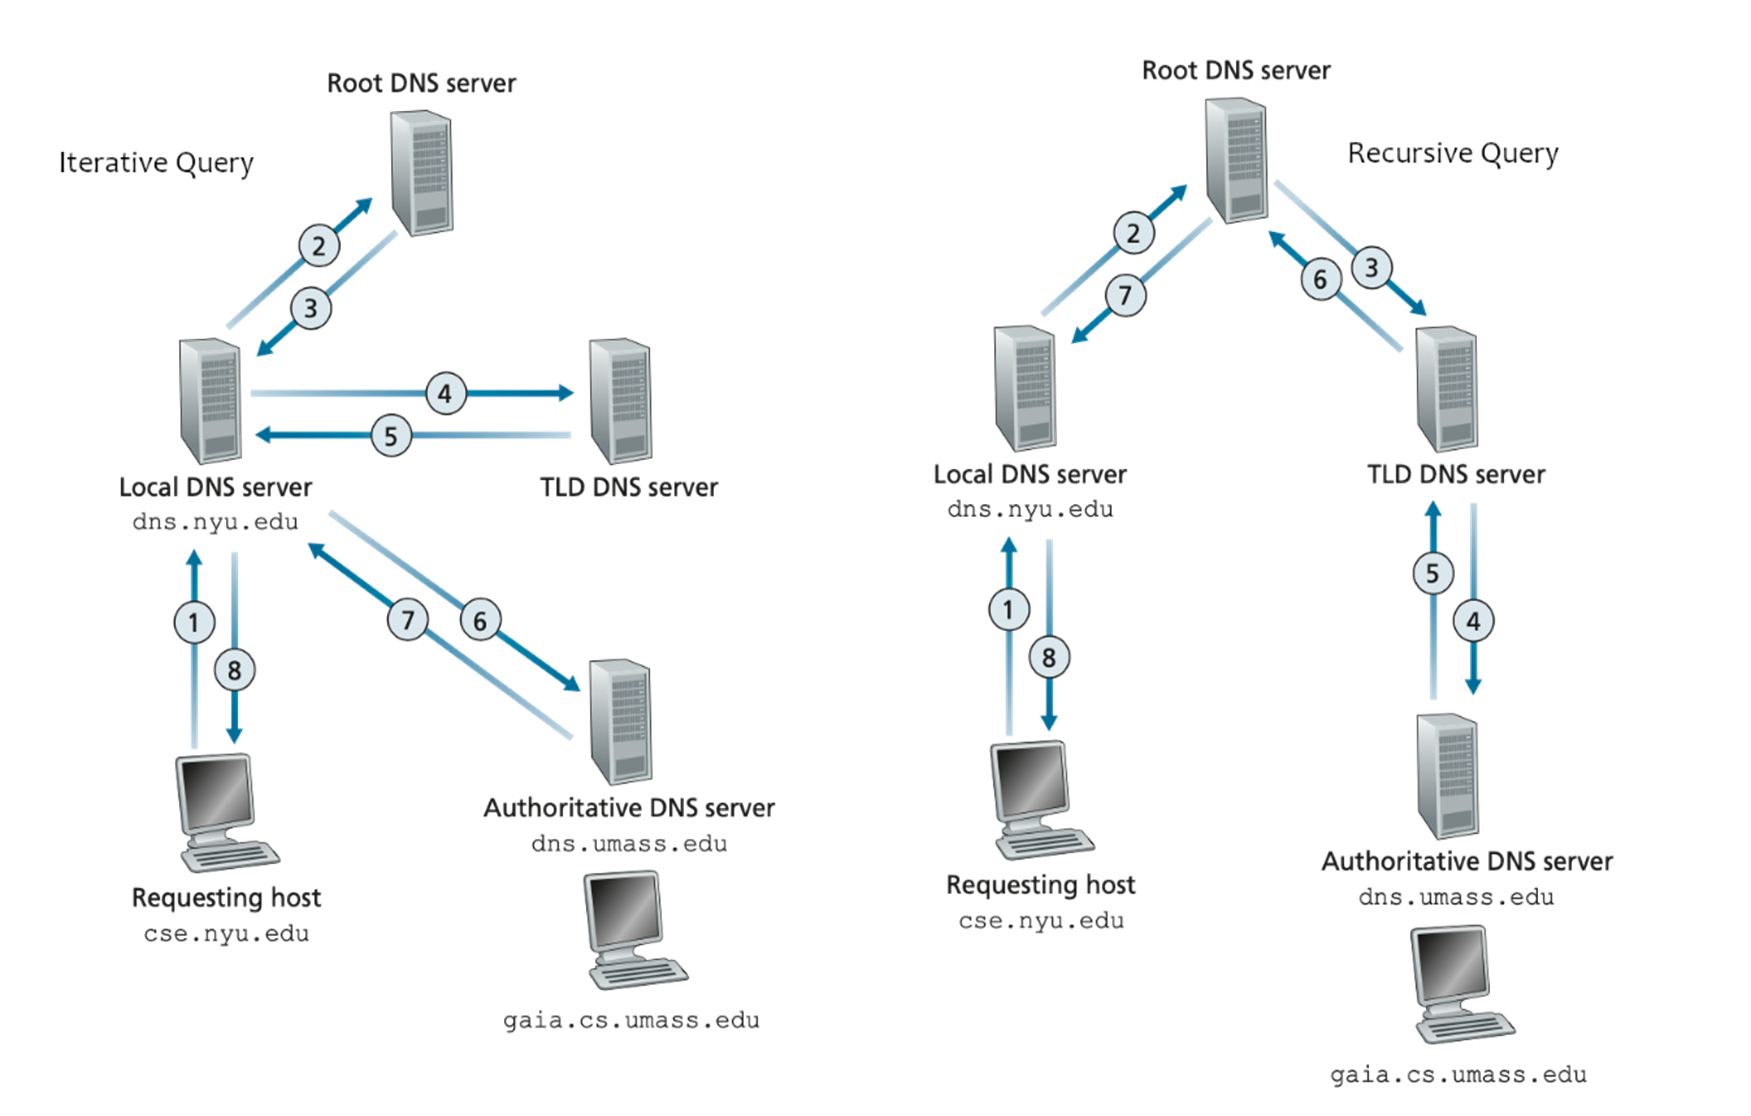 Root DNS server
Iterative Query
2
3
4
5
Local DNS server
dns.nyu.edu
TLD DNS server
1
8
7
6
Authoritative DNS server
dns.umass.edu
Requesting host
cse.nyu.edu
gaia.cs.umass.edu
Root DNS server
Recursive Query
2
7
6
3
Local DNS server
dns.nyu.edu
TLD DNS server
1
8
5
4
Authoritative DNS server
dns.umass.edu
Requesting host
cse.nyu.edu
gaia.cs.umass.edu